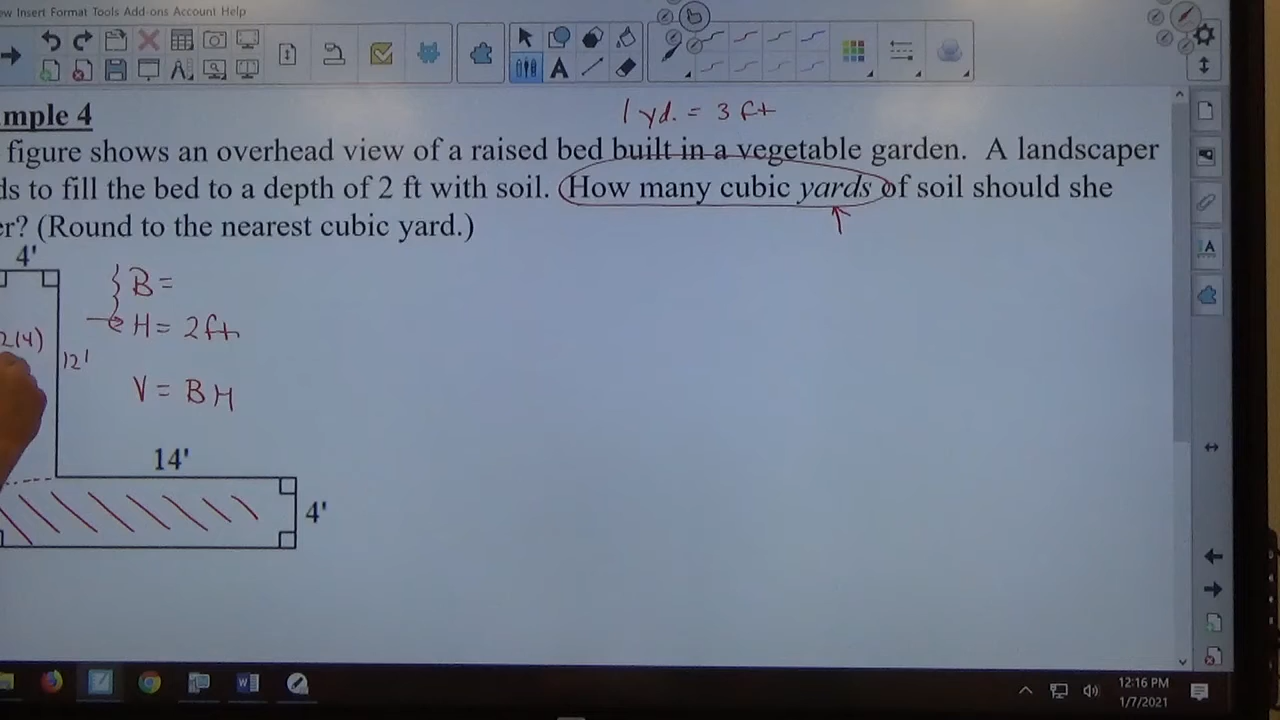 Insert Format Tools Add-ons Account Help
mple 4
1 yd. = 3 ft
figure shows an overhead view of a raised bed built in a vegetable garden. A landscaper
ds to fill the bed to a depth of 2 ft with soil. How many cubic yards of soil should she
er? (Round to the nearest cubic yard.)
4'
B =
H = 2ft
2(4)
12'
V = BH
14'
4'
12:16 PM
1/7/2021